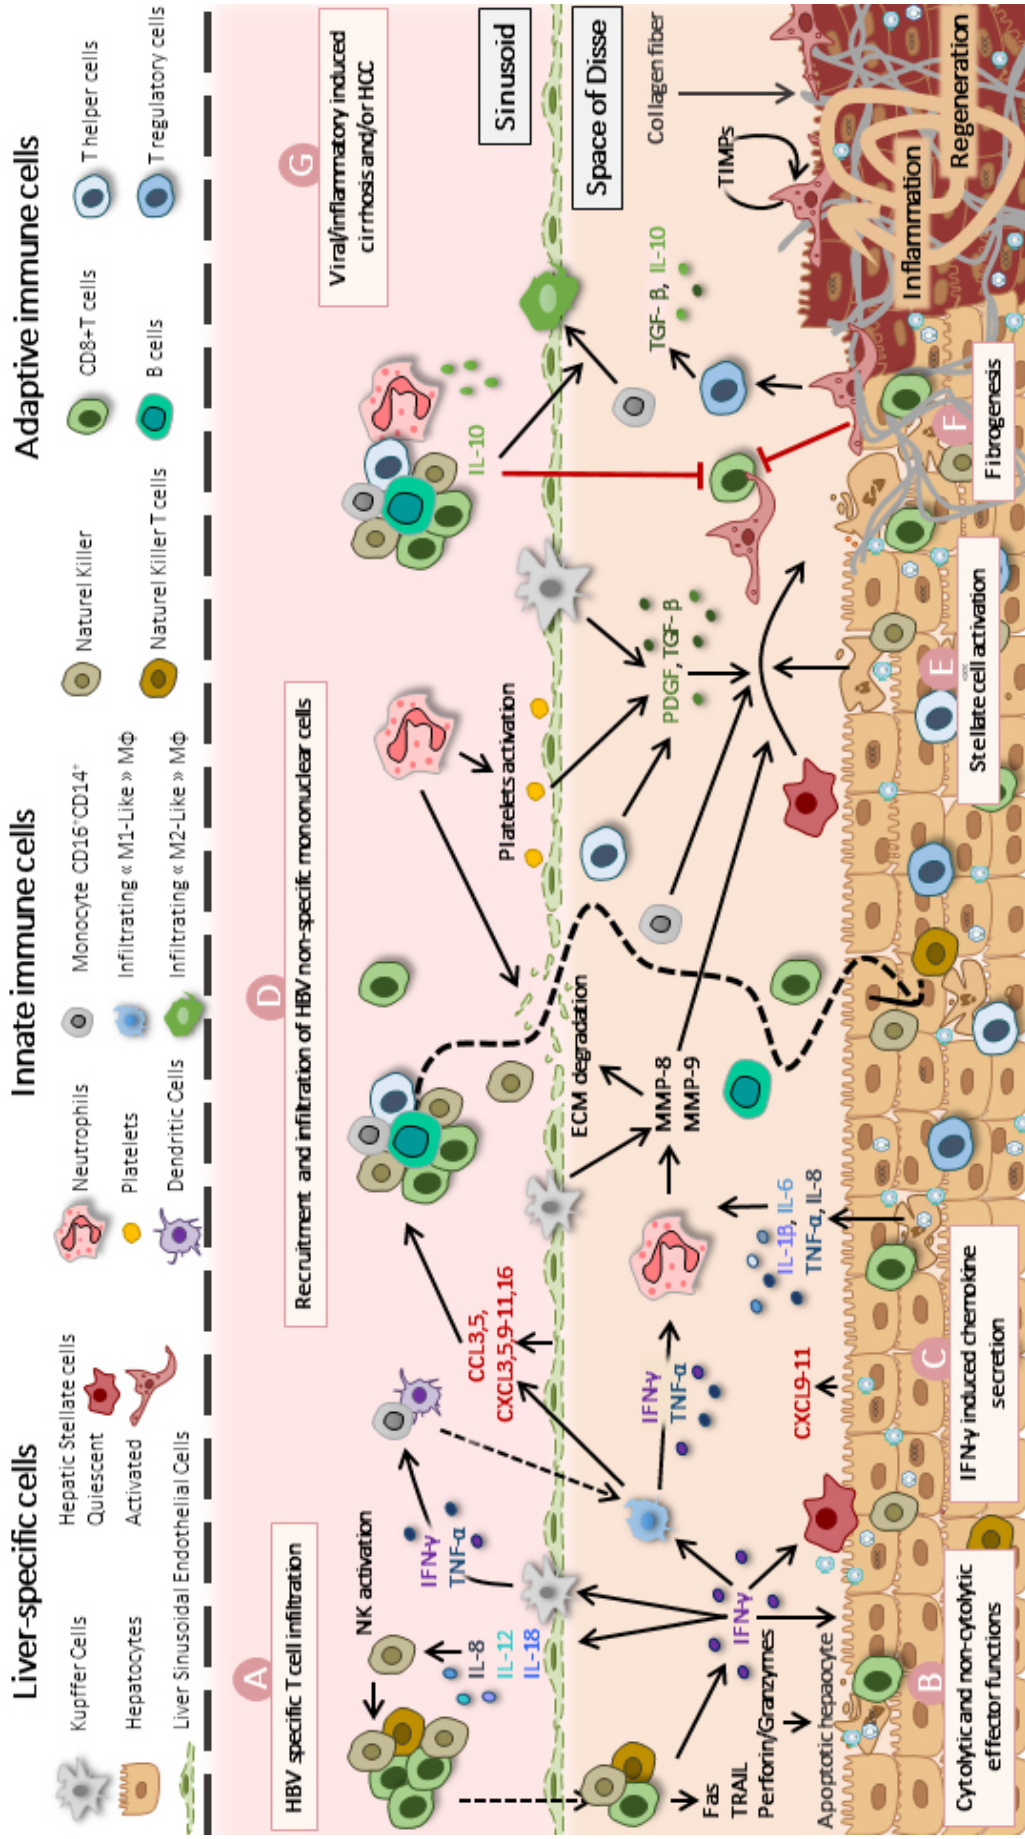 Liver-specific cells
Innate immune cells
Adaptive immune cells
Kupffer Cells
Hepatocytes
Liver Sinusoidal Endothelial Cells
Hepatic Stellate cells
Quiescent
Activated
Neutrophils
Platelets
Dendritic Cells
Monocyte CD16⁺CD14⁺
Infiltrating « M1-Like » MΦ
Infiltrating « M2-Like » MΦ
Naturel Killer
Naturel Killer T cells
CD8+T cells
B cells
T helper cells
T regulatory cells
A
HBV specific T cell infiltration
NK activation
IL-8
IL-12
IL-18
IFN-γ
TNF-α
CCL3,5,
CXCL3,5,9-11,16
D
Recruitment and infiltration of HBV non-specific mononuclear cells
Platelets activation
IL-10
G
Viral/inflammatory induced
cirrhosis and/or HCC
Sinusoid
Space of Disse
Fas
TRAIL
Perforin/Granzymes
Apoptotic hepaocyte
IFN-γ
IFN-γ
TNF-α
CXCL9-11
IL-1β, IL-6
TNF-α, IL-8
ECM degradation
MMP-8
MMP-9
PDGF, TGF-β
TGF-β, IL-10
TIMPs
Collagen fiber
Inflammation
Regeneration
B
Cytolytic and non-cytolytic
effector functions
C
IFN-γ induced chemokine
secretion
E
Stellate cell activation
F
Fibrogenesis